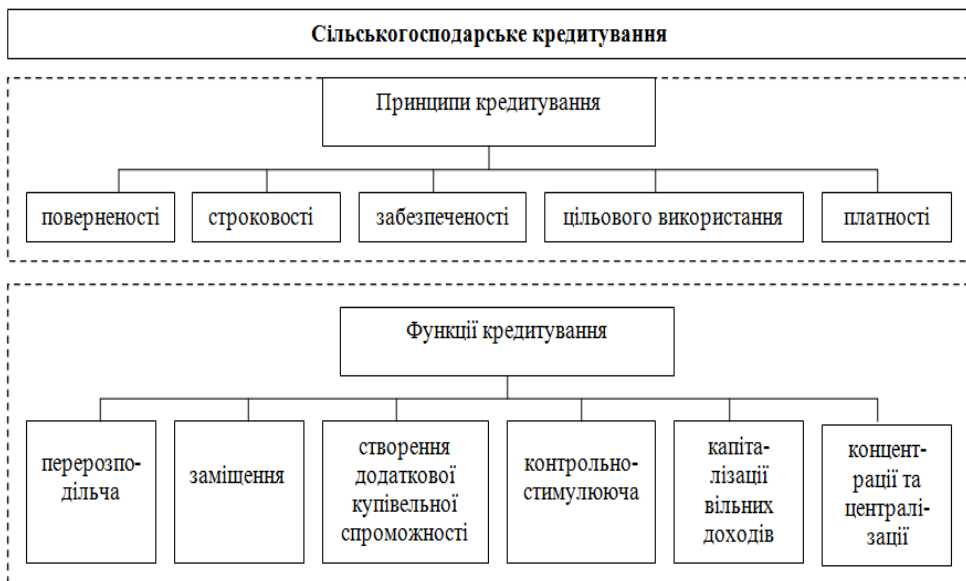 Сільськогосподарське кредитування
Принципи кредитування
поверненості
строковості
забезпеченості
цільового використання
платності
Функції кредитування
перерозпо-
дільча
заміщення
створення
додаткової
купівельної
спроможності
контрольно-
стимулююча
капіта-
лізації
вільних
доходів
концент-
рації та
централі-
зації